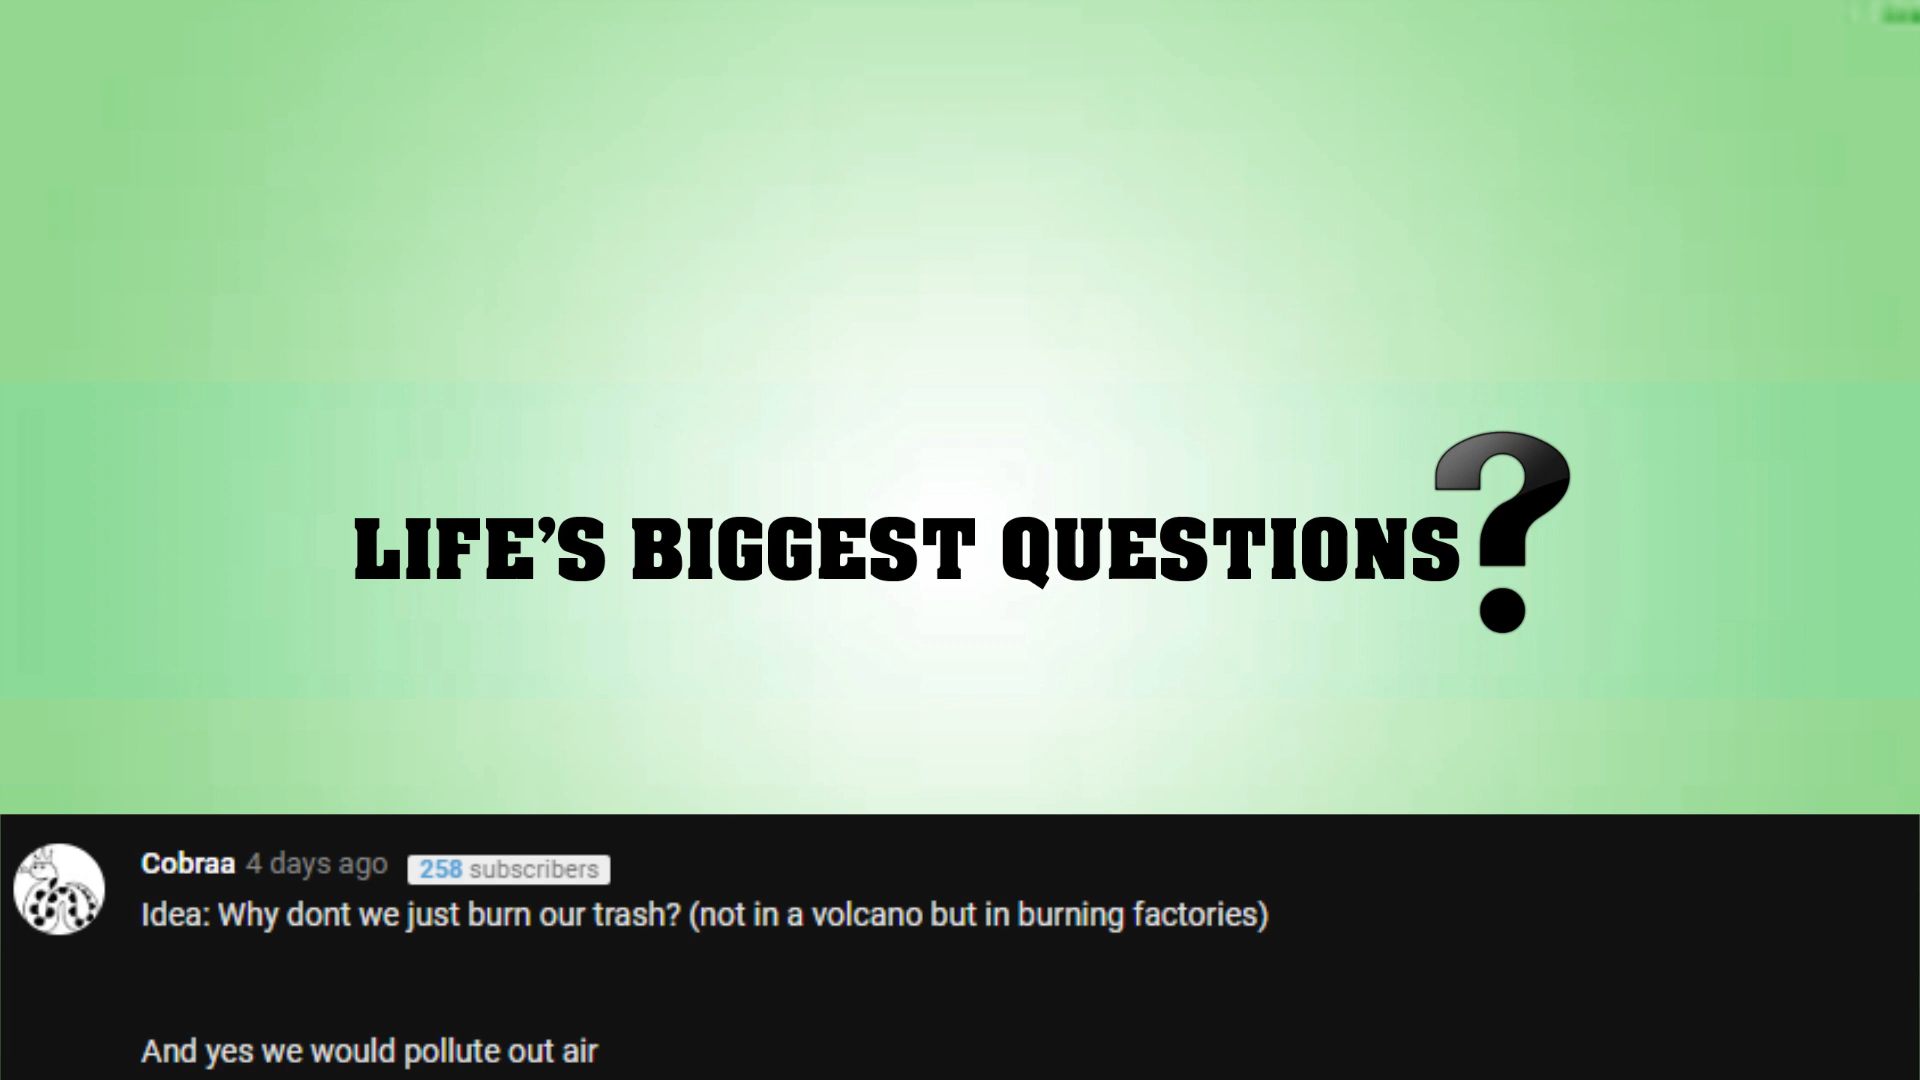 LIFE’S BIGGEST QUESTIONS?
Cobraa 4 days ago 258 subscribers
Idea: Why dont we just burn our trash? (not in a volcano but in burning factories)
And yes we would pollute out air